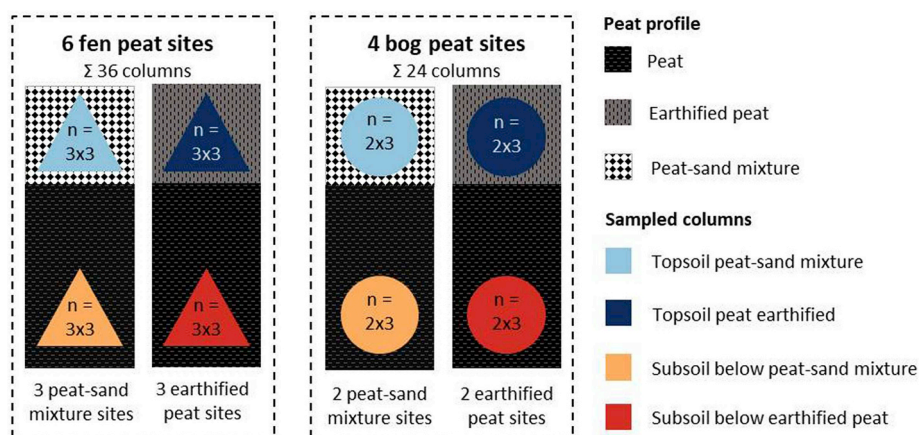 6 fen peat sites
Σ 36 columns
n =
3x3
n =
3x3
n =
3x3
n =
3x3
3 peat-sand
mixture sites
3 earthified
peat sites
4 bog peat sites
Σ 24 columns
n =
2x3
n =
2x3
n =
2x3
n =
2x3
2 peat-sand
mixture sites
2 earthified
peat sites
Peat profile
Peat
Earthified peat
Peat-sand mixture
Sampled columns
Topsoil peat-sand mixture
Topsoil peat earthified
Subsoil below peat-sand mixture
Subsoil below earthified peat